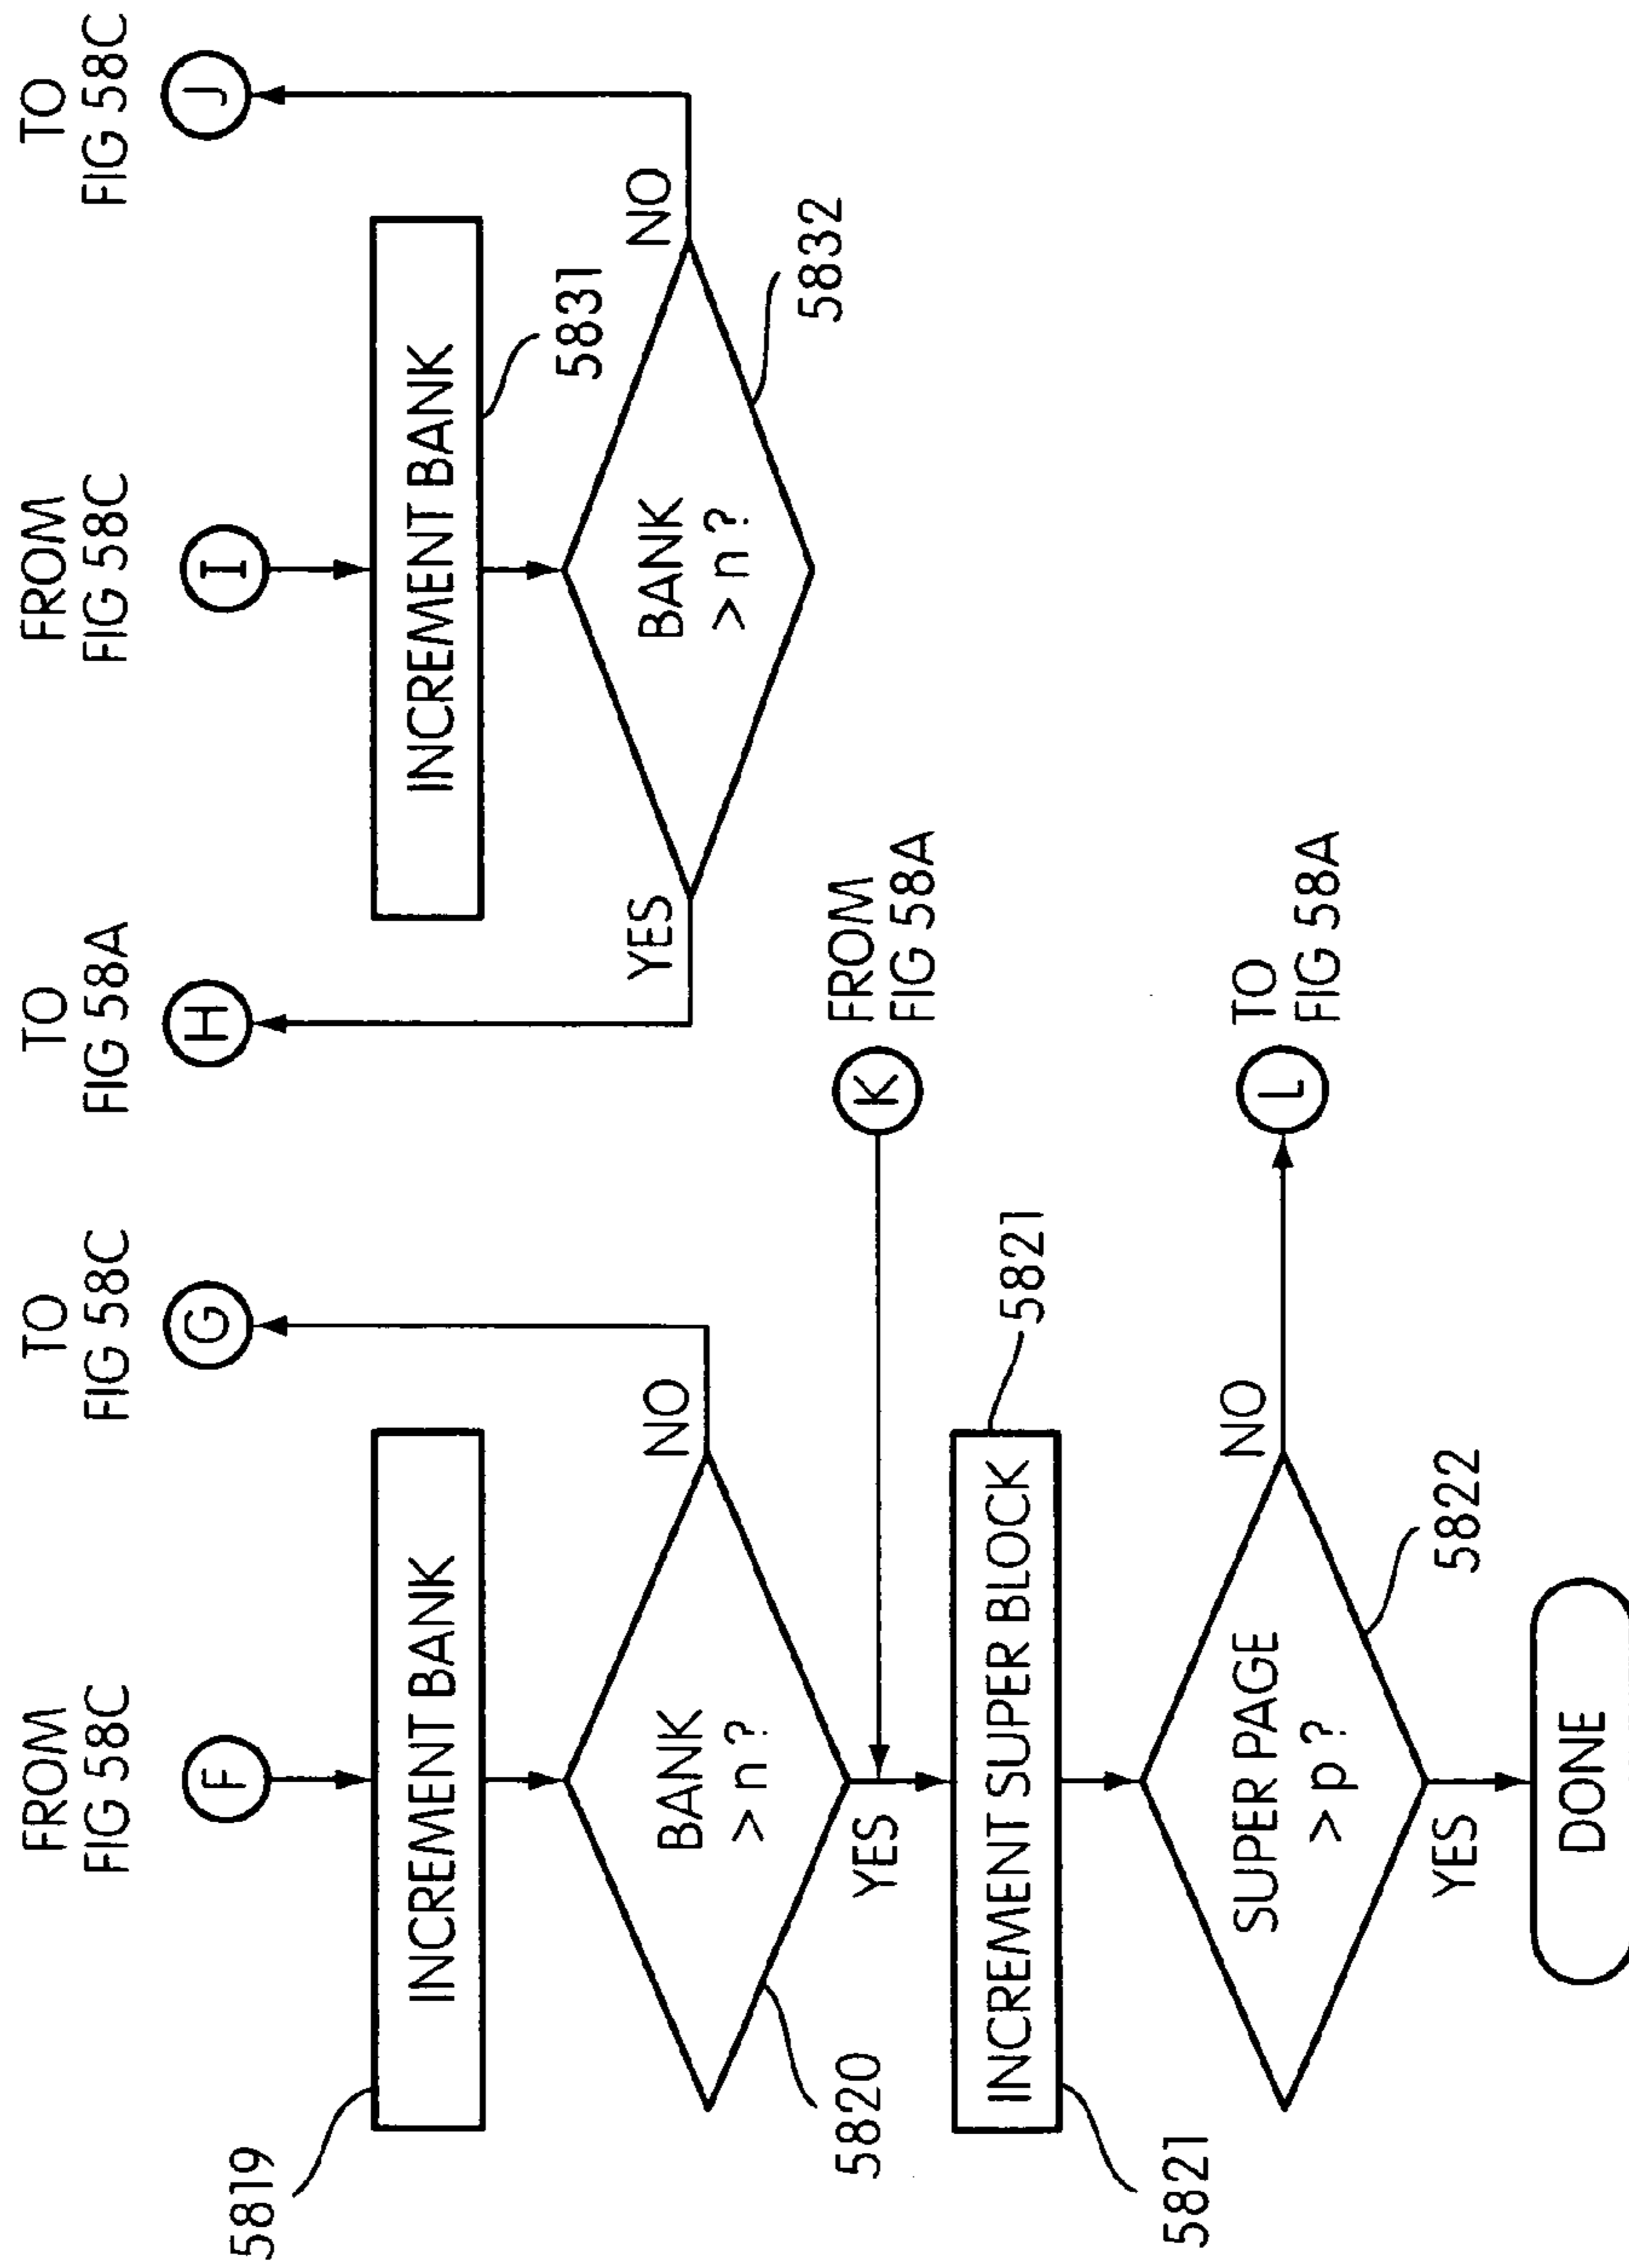 FROM
FIG 58C
F
5819
INCREMENT BANK
TO
FIG 58C
G
BANK
> n ?
NO
YES
5820
K
FROM
FIG 58A
INCREMENT SUPER BLOCK
5821
5821
SUPER PAGE
> p ?
NO
5822
L
TO
FIG 58A
YES
DONE
TO
FIG 58A
H
FROM
FIG 58C
I
TO
FIG 58C
J
INCREMENT BANK
5831
YES
BANK
> n ?
NO
5832